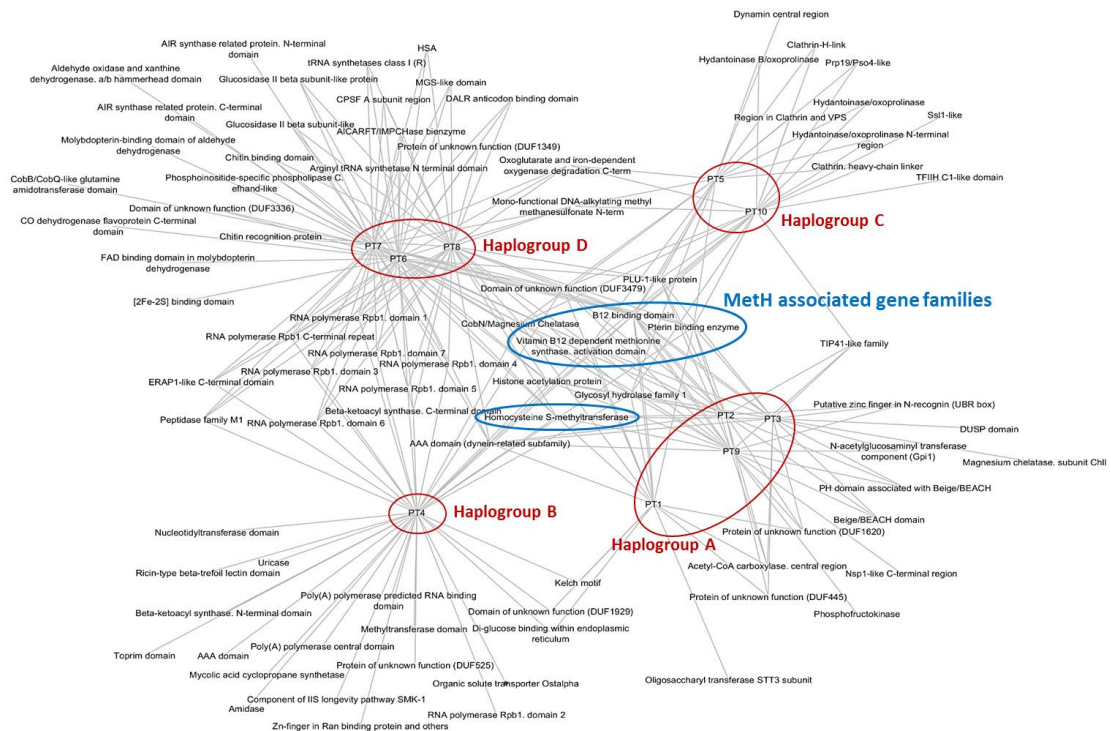 Dynamin central region
AIR synthase related protein. N-terminal
domain
HSA
Clathrin-H-link
tRNA synthetases class I (R)
Hydantoinase B/oxoprolinase
Prp19/Pso4-like
Aldehyde oxidase and xanthine
dehydrogenase. a/b hammerhead domain
Glucosidase II beta subunit-like protein
MGS-like domain
CPSF A subunit region
DALR anticodon binding domain
AIR synthase related protein. C-terminal
domain
Hydantoinase/oxoprolinase
Region in Clathrin and VPS
Ssl1-like
Glucosidase II beta subunit-like
AICARFT/IMPCHase bienzyme
Hydantoinase/oxoprolinase N-terminal
region
Molybdopterin-binding domain of aldehyde
dehydrogenase
Protein of unknown function (DUF1349)
Chitin binding domain
Oxoglutarate and iron-dependent
oxygenase degradation C-term
Arginyl tRNA synthetase N terminal domain
Clathrin. heavy-chain linker
TFIIH C1-like domain
Phosphoinositide-specific phospholipase C.
efhand-like
CobB/CobQ-like glutamine
amidotransferase domain
PT5
Mono-functional DNA-alkylating methyl
methanesulfonate N-term
Domain of unknown function (DUF3336)
PT10
Haplogroup C
CO dehydrogenase flavoprotein C-terminal
domain
Chitin recognition protein
PT7
PT8
Haplogroup D
PT6
FAD binding domain in molybdopterin
dehydrogenase
PLU-1-like protein
Domain of unknown function (DUF3479)
[2Fe-2S] binding domain
MetH associated gene families
RNA polymerase Rpb1. domain 1
B12 binding domain
CobN/Magnesium Chelatase
Pterin binding enzyme
RNA polymerase Rpb1 C-terminal repeat
Vitamin B12 dependent methionine
synthase. activation domain
TIP41-like family
RNA polymerase Rpb1. domain 7
RNA polymerase Rpb1. domain 4
RNA polymerase Rpb1. domain 3
ERAP1-like C-terminal domain
Histone acetylation protein
RNA polymerase Rpb1. domain 5
Glycosyl hydrolase family 1
Putative zinc finger in N-recognin (UBR box)
Beta-ketoacyl synthase. C-terminal domain
Homocysteine S-methyltransferase
PT2
PT3
Peptidase family M1
RNA polymerase Rpb1. domain 6
DUSP domain
AAA domain (dynein-related subfamily)
PT9
N-acetylglucosaminyl transferase
component (Gpi1)
Magnesium chelatase. subunit ChlI
PH domain associated with Beige/BEACH
PT1
PT4
Haplogroup B
Beige/BEACH domain
Nucleotidyltransferase domain
Protein of unknown function (DUF1620)
Haplogroup A
Uricase
Acetyl-CoA carboxylase. central region
Ricin-type beta-trefoil lectin domain
Nsp1-like C-terminal region
Kelch motif
Poly(A) polymerase predicted RNA binding
domain
Protein of unknown function (DUF445)
Beta-ketoacyl synthase. N-terminal domain
Domain of unknown function (DUF1929)
Phosphofructokinase
Methyltransferase domain
Di-glucose binding within endoplasmic
reticulum
Poly(A) polymerase central domain
Toprim domain
AAA domain
Protein of unknown function (DUF525)
Mycolic acid cyclopropane synthetase
Oligosaccharyl transferase STT3 subunit
Organic solute transporter Ostalpha
Component of IIS longevity pathway SMK-1
Amidase
RNA polymerase Rpb1. domain 2
Zn-finger in Ran binding protein and others